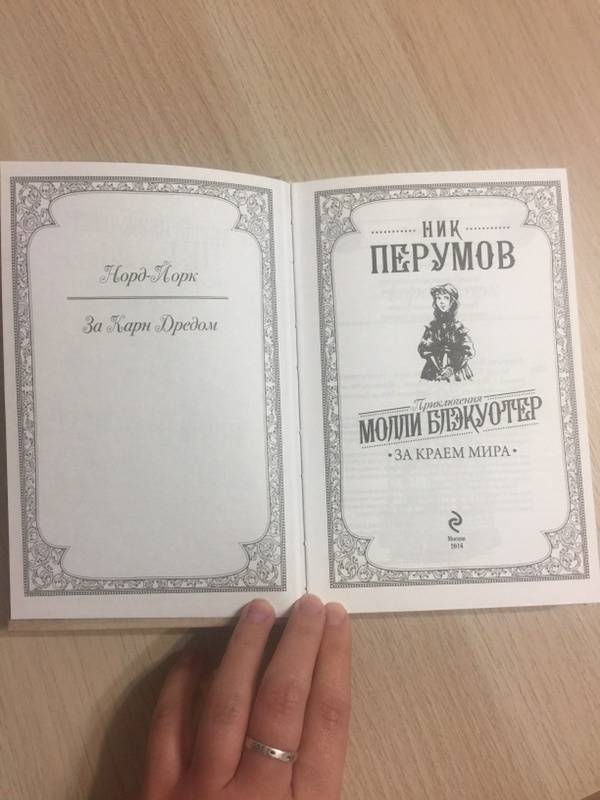 Норд-Йорк
За Карн Дредом
НИК
ПЕРУМОВ
Приключения
МОЛЛИ БЛЭКУОТЕР
• ЗА КРАЕМ МИРА •
Москва
2014